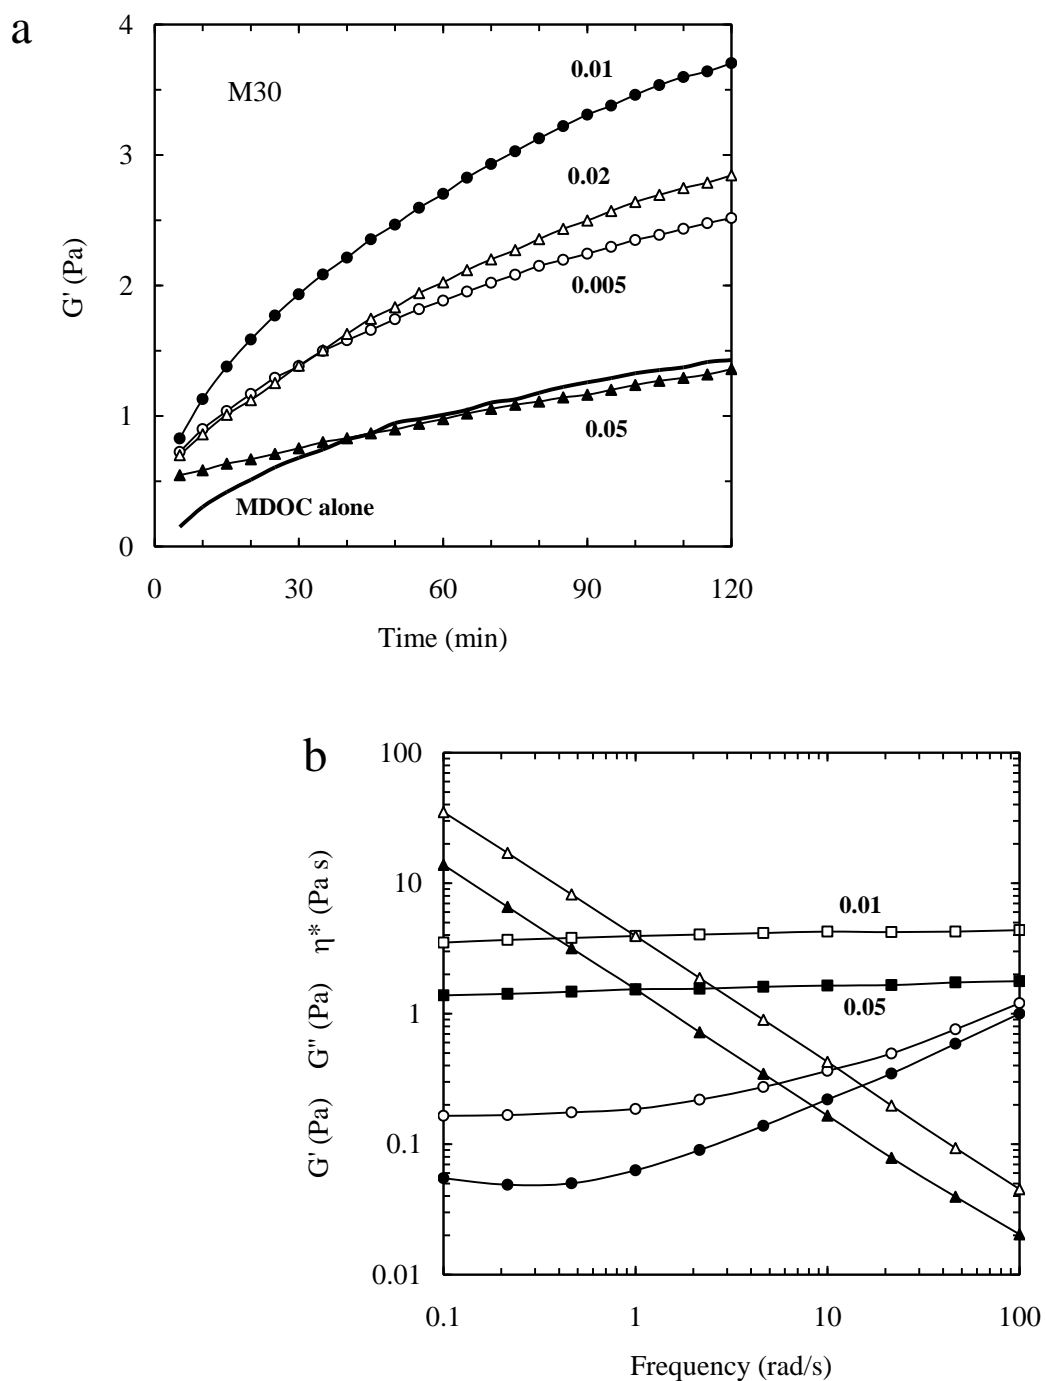 a
4
3
2
1
0
G' (Pa)
M30
0.01
0.02
0.005
0.05
MDOC alone
0 30 60 90 120
Time (min)
b
100
10
1
0.1
0.01
G' (Pa) G'' (Pa) η* (Pa s)
0.01
0.05
0.1 1 10 100
Frequency (rad/s)